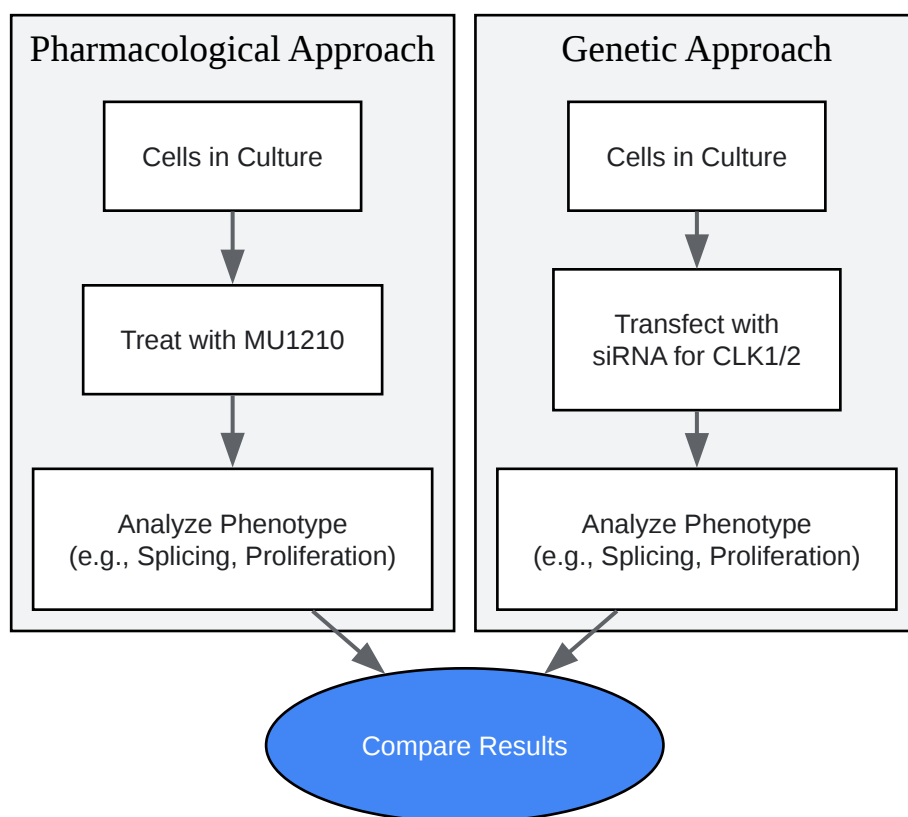 Pharmacological Approach
Cells in Culture
Treat with MU1210
Analyze Phenotype
(e.g., Splicing, Proliferation)
Genetic Approach
Cells in Culture
Transfect with
siRNA for CLK1/2
Analyze Phenotype
(e.g., Splicing, Proliferation)
Compare Results